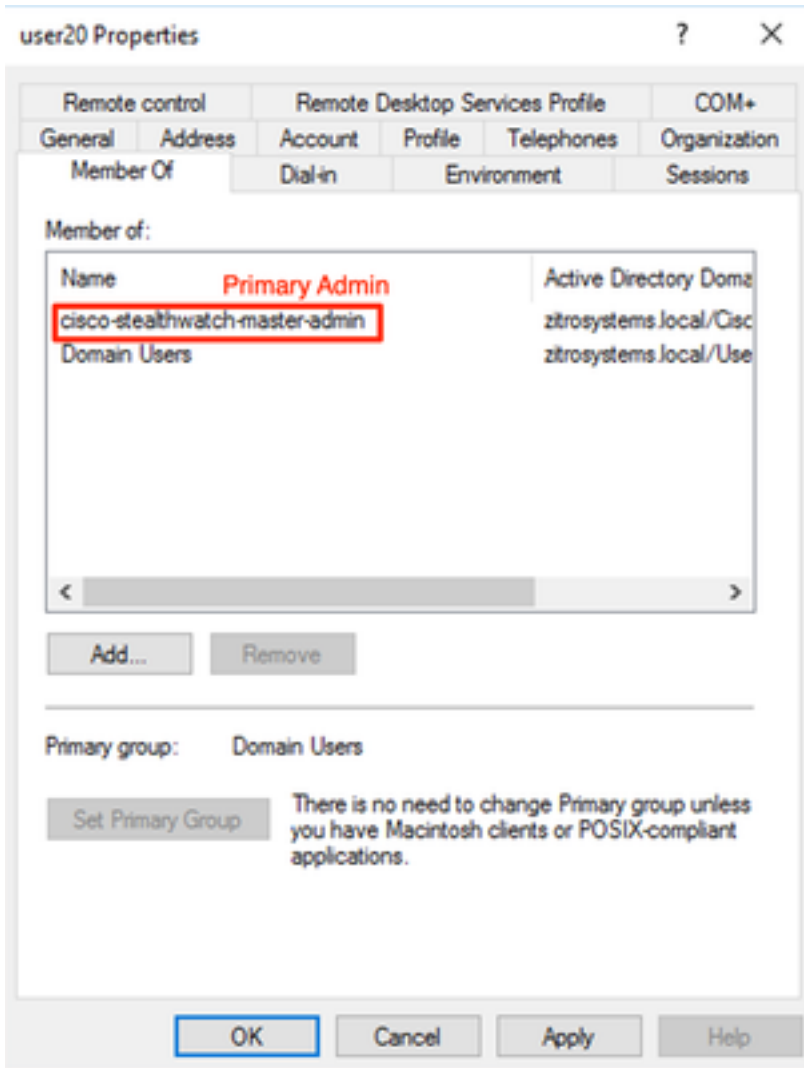 user20 Properties ? ×
Remote control Remote Desktop Services Profile COM+
General Address Account Profile Telephones Organization
Member Of Dial-in Environment Sessions
Member of:
Name Primary Admin Active Directory Doma
cisco-stealthwatch-master-admin zitrosystems.local/Cisc
Domain Users zitrosystems.local/Use
< >
Add... Remove
Primary group: Domain Users
Set Primary Group There is no need to change Primary group unless
you have Macintosh clients or POSIX-compliant
applications.
OK Cancel Apply Help